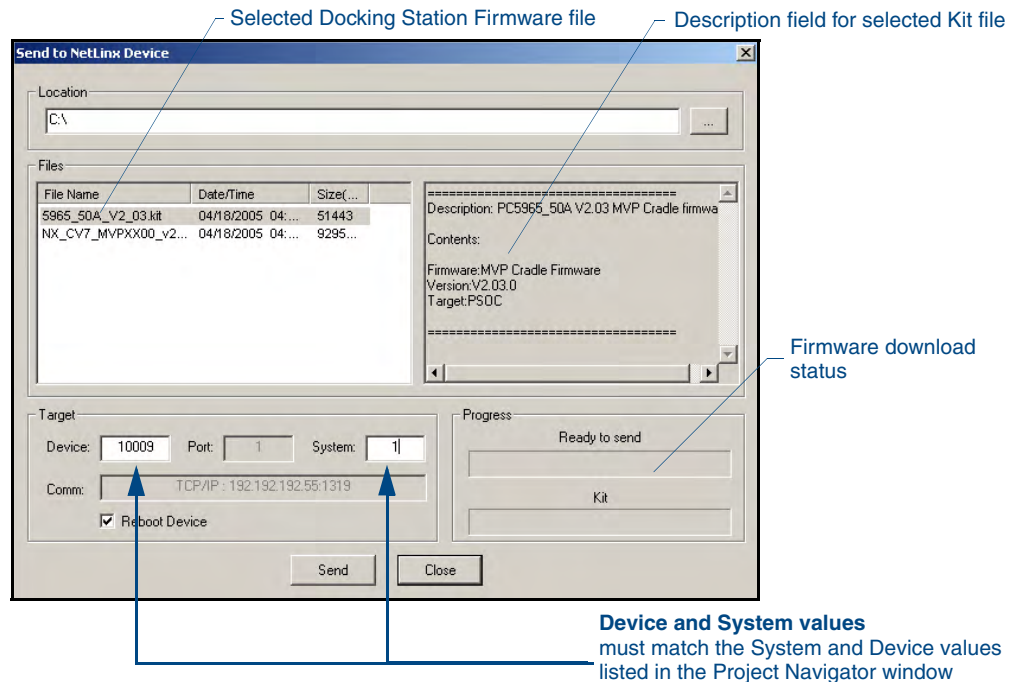 Selected Docking Station Firmware file
Description field for selected Kit file
Send to NetLinx Device
Location
C:\
...
Files
File Name Date/Time Size(...
5965_50A_V2_03.kit 04/18/2005 04:... 51443
NX_CV7_MVPXX00_v2... 04/18/2005 04:... 9295...
===================================
Description: PC5965_50A V2.03 MVP Cradle firmwa
Contents:
Firmware:MVP Cradle Firmware
Version:V2.03.0
Target:PSOC
===================================
Firmware download
status
Target
Device: 10009 Port: 1 System: 1
Comm: TCP/IP : 192.192.192.55:1319
Reboot Device
Progress
Ready to send
Kit
Send
Close
Device and System values
must match the System and Device values
listed in the Project Navigator window